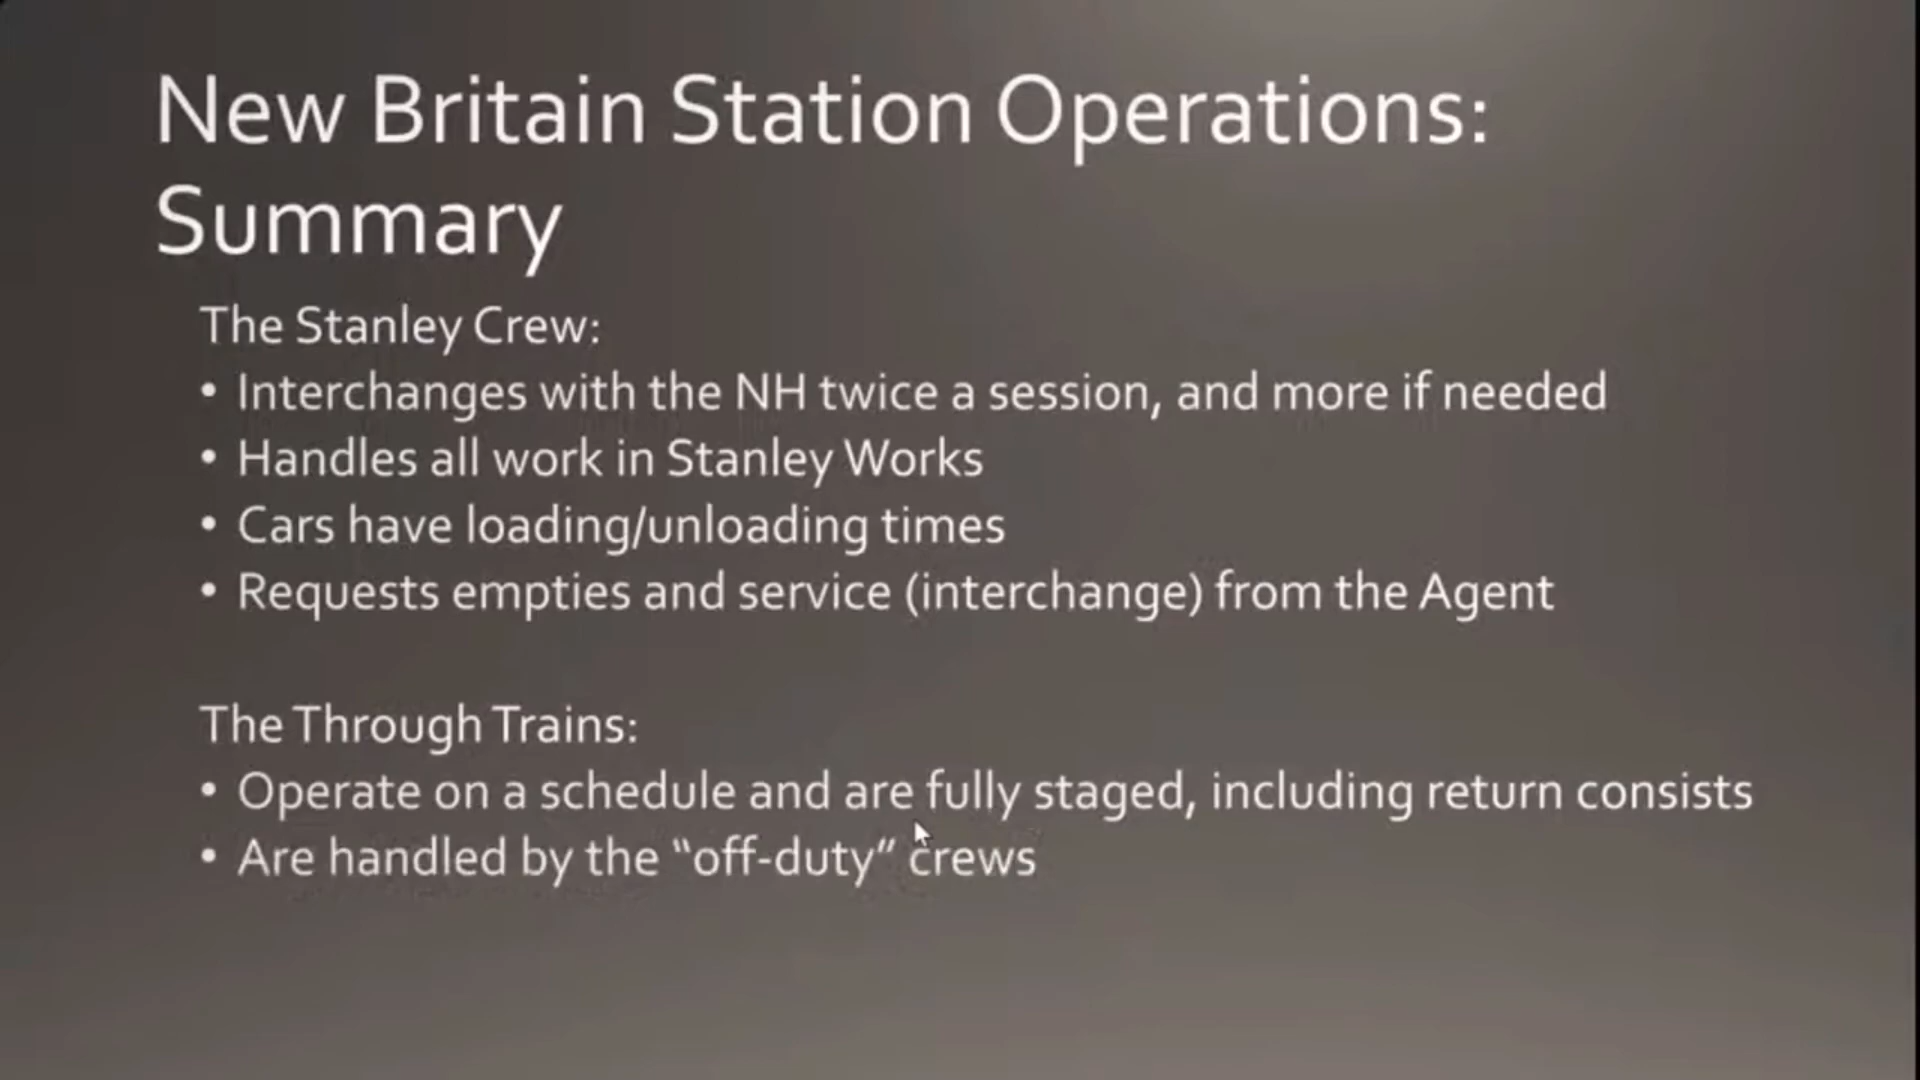 New Britain Station Operations:
Summary
The Stanley Crew:
• Interchanges with the NH twice a session, and more if needed
• Handles all work in Stanley Works
• Cars have loading/unloading times
• Requests empties and service (interchange) from the Agent
The Through Trains:
• Operate on a schedule and are fully staged, including return consists
• Are handled by the “off-duty” crews